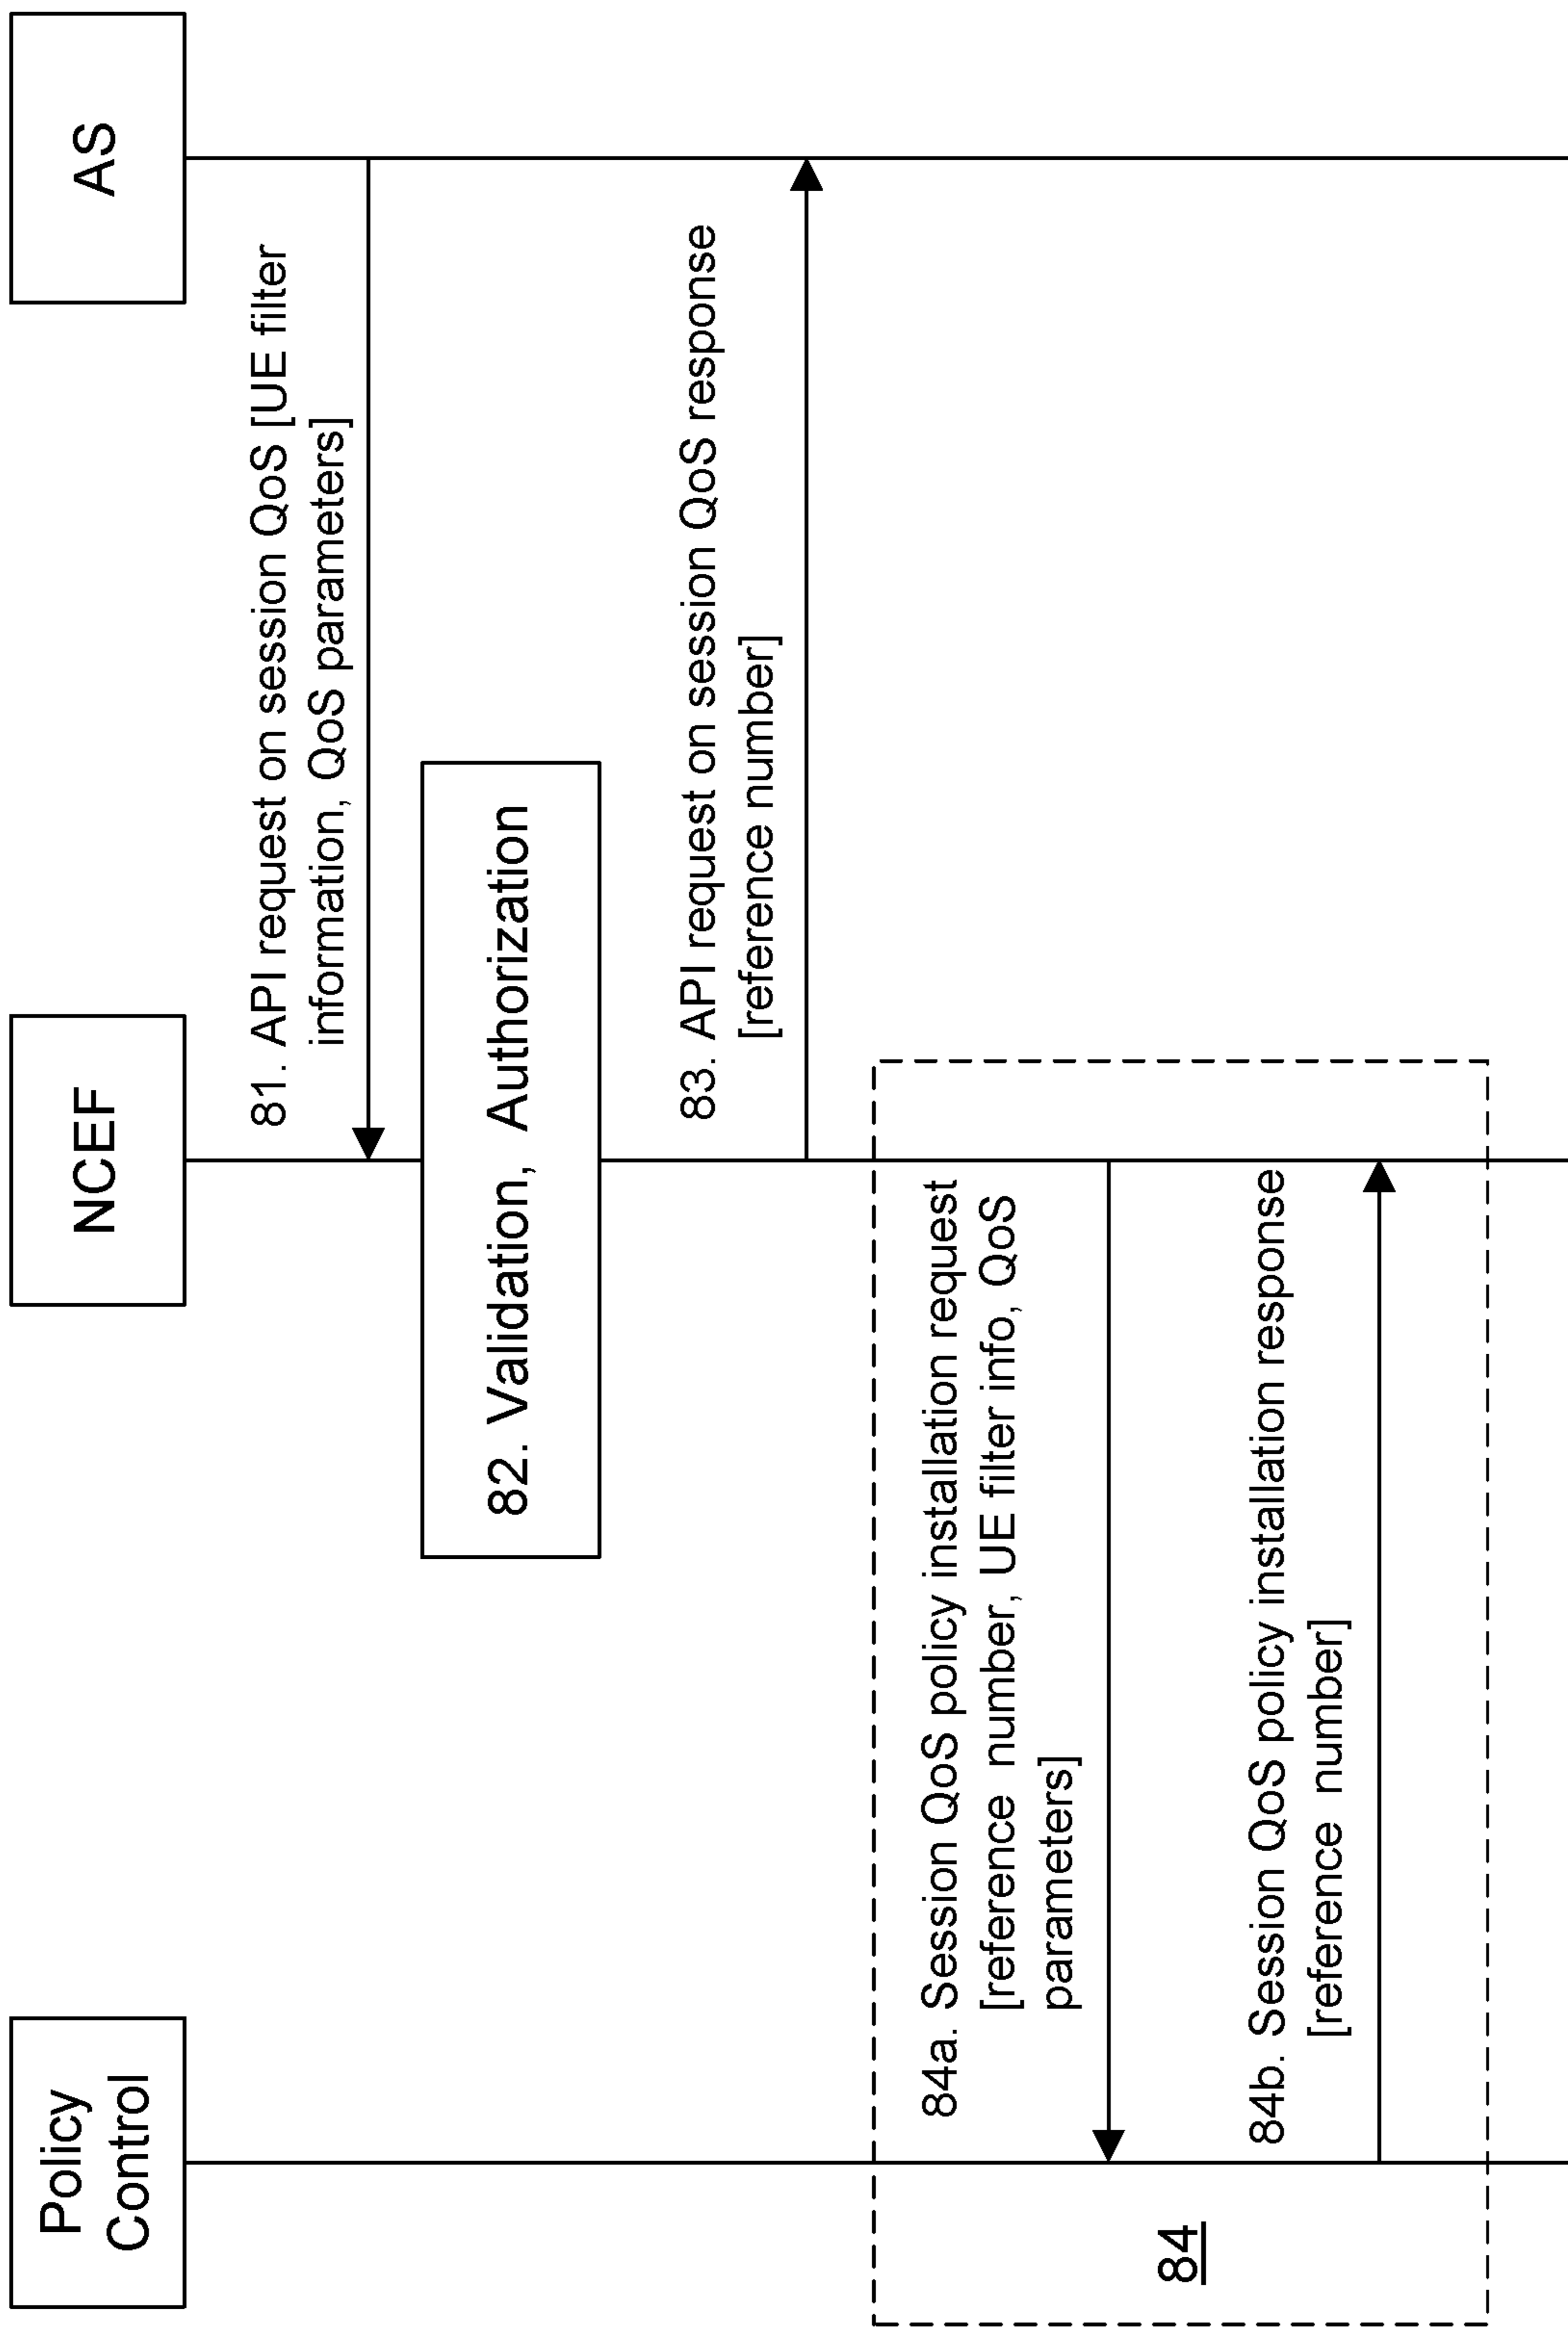 Policy
Control
NCEF
AS
81. API request on session QoS [UE filter
information, QoS parameters]
82. Validation, Authorization
83. API request on session QoS response
[reference number]
84
84a. Session QoS policy installation request
[reference number, UE filter info, QoS
parameters]
84b. Session QoS policy installation response
[reference number]